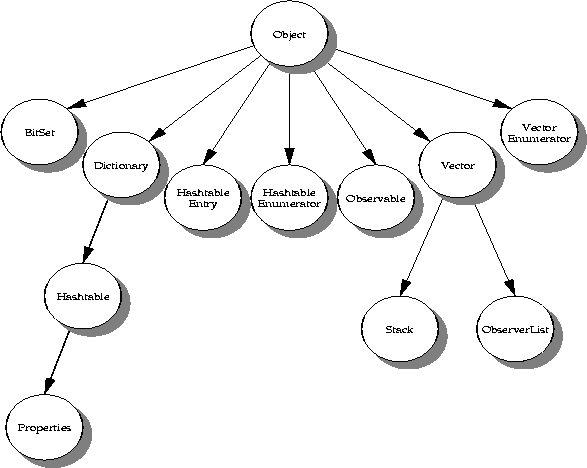 Object
BitSet
Vector
Enumerator
Dictionary
Vector
Hashtable
Entry
Hashtable
Enumerator
Observable
Hashtable
Stack
ObserverList
Properties